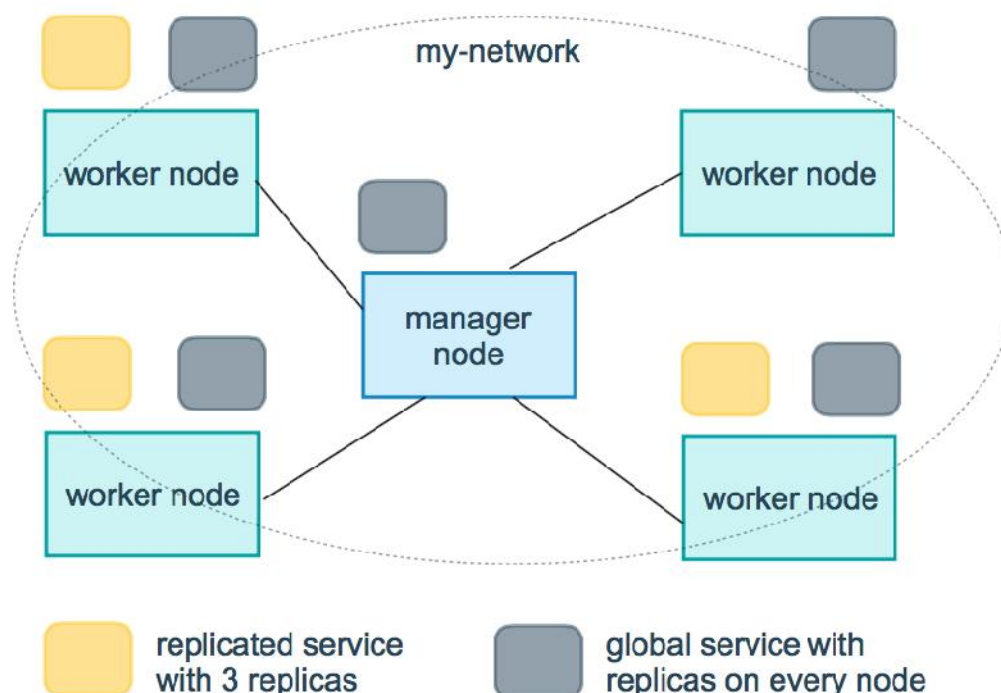 my-network
worker node
worker node
manager
node
worker node
worker node
replicated service
with 3 replicas
global service with
replicas on every node